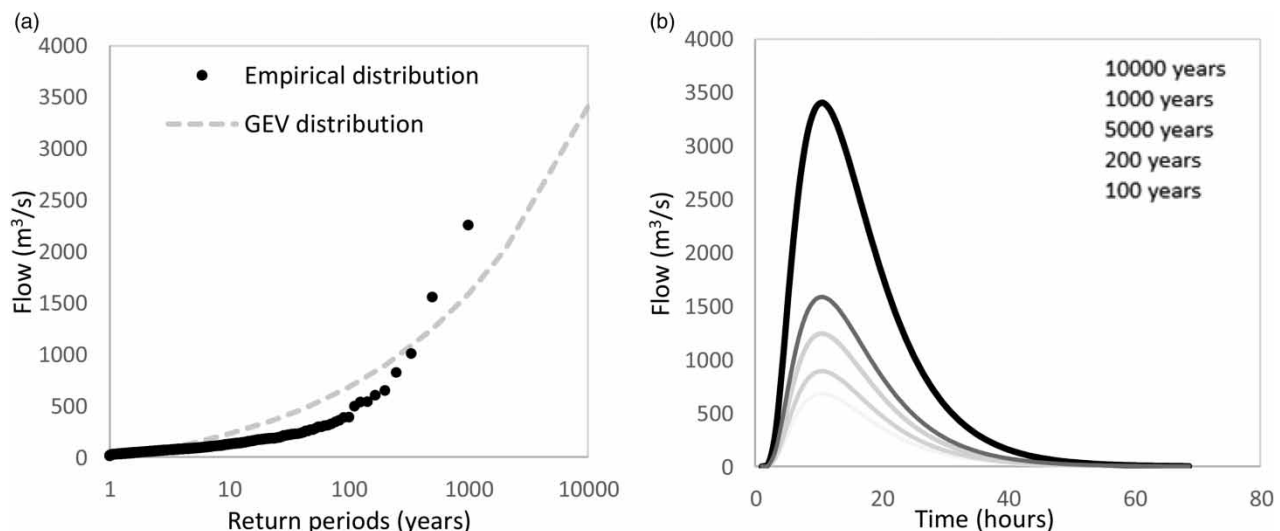 (a)
4000
3500
3000
2500
2000
1500
1000
500
0
Flow (m³/s)
Empirical distribution
GEV distribution
1 10 100 1000 10000
Return periods (years)
(b)
4000
3500
3000
2500
2000
1500
1000
500
0
Flow (m³/s)
10000 years
1000 years
5000 years
200 years
100 years
0 20 40 60 80
Time (hours)